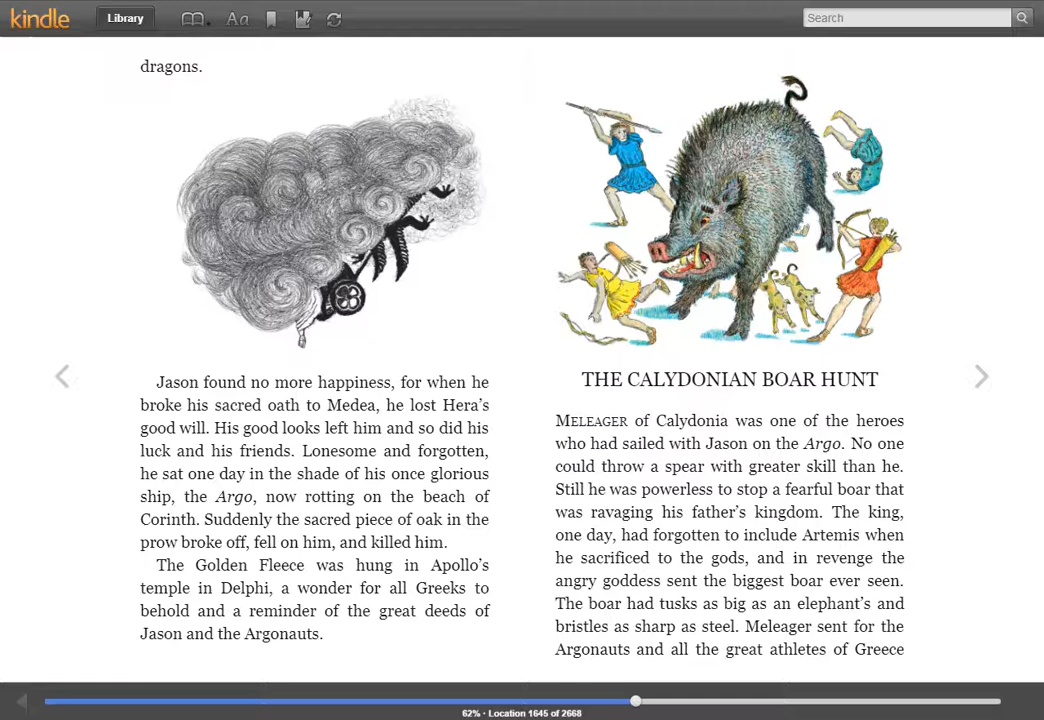 kindle
Library
Aa
Search
dragons.
Jason found no more happiness, for when he
broke his sacred oath to Medea, he lost Hera's
good will. His good looks left him and so did his
luck and his friends. Lonesome and forgotten,
he sat one day in the shade of his once glorious
ship, the Argo, now rotting on the beach of
Corinth. Suddenly the sacred piece of oak in the
prow broke off, fell on him, and killed him.
The Golden Fleece was hung in Apollo's
temple in Delphi, a wonder for all Greeks to
behold and a reminder of the great deeds of
Jason and the Argonauts.
THE CALYDONIAN BOAR HUNT
MELEAGER of Calydonia was one of the heroes
who had sailed with Jason on the Argo. No one
could throw a spear with greater skill than he.
Still he was powerless to stop a fearful boar that
was ravaging his father's kingdom. The king,
one day, had forgotten to include Artemis when
he sacrificed to the gods, and in revenge the
angry goddess sent the biggest boar ever seen.
The boar had tusks as big as an elephant's and
bristles as sharp as steel. Meleager sent for the
Argonauts and all the great athletes of Greece
62% · Location 1645 of 2668